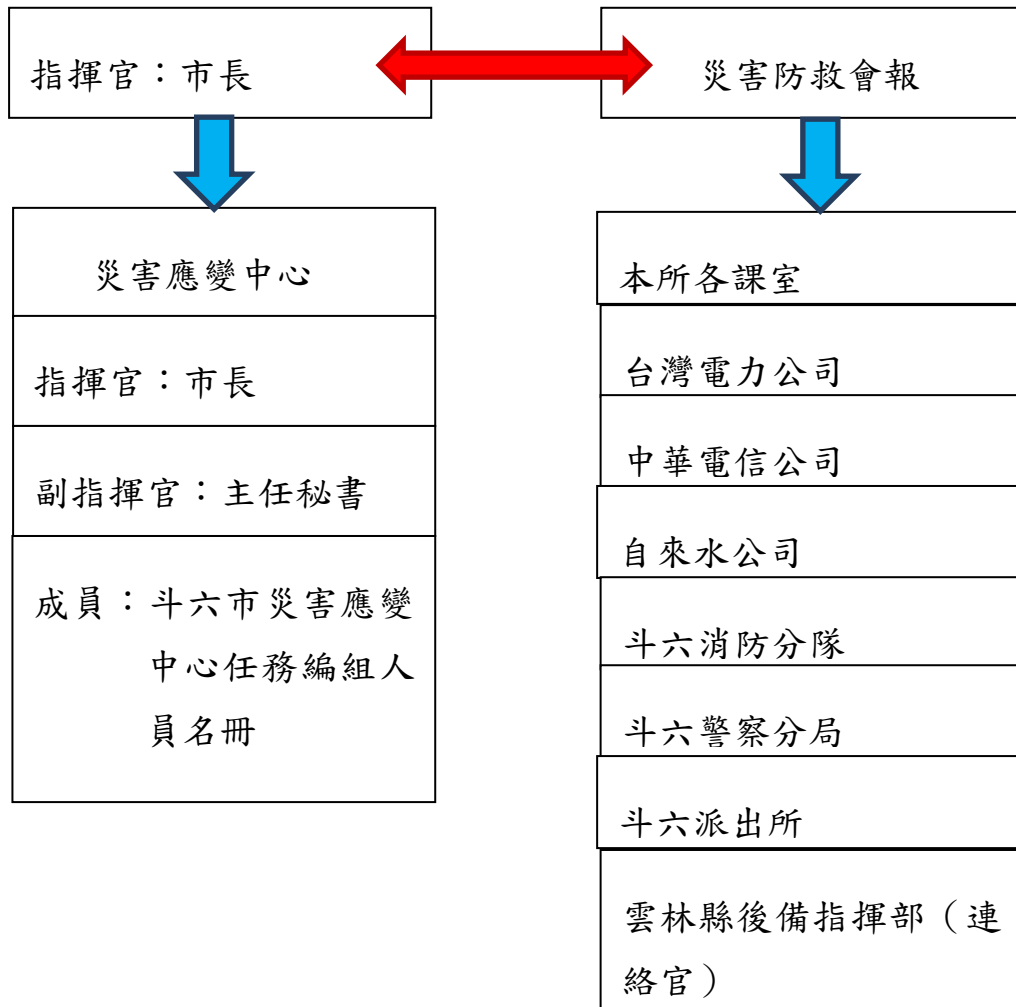 指揮官：市長
災害防救會報
災害應變中心
指揮官：市長
副指揮官：主任秘書
成員：斗六市災害應變
中心任務編組人
員名冊
本所各課室
台灣電力公司
中華電信公司
自來水公司
斗六消防分隊
斗六警察分局
斗六派出所
雲林縣後備指揮部（連
絡官）